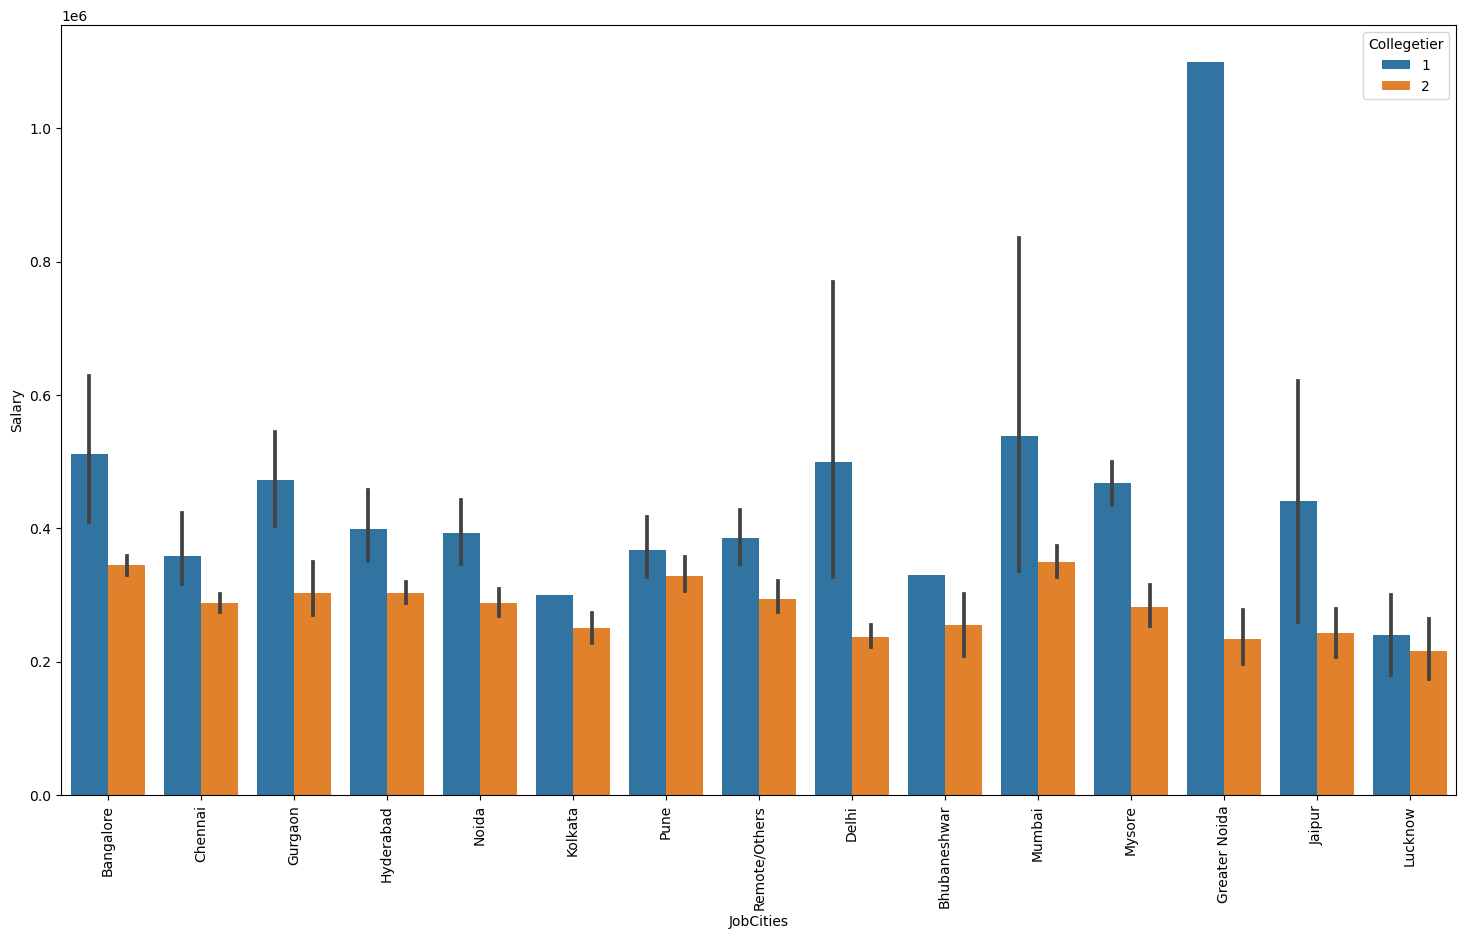 1e6
Collegetier
1
2
1.0
0.8
0.6
0.4
0.2
0.0
Salary
Bangalore
Chennai
Gurgaon
Hyderabad
Noida
Kolkata
Pune
Remote/Others
Delhi
Bhubaneshwar
Mumbai
Mysore
Greater Noida
Jaipur
Lucknow
JobCities